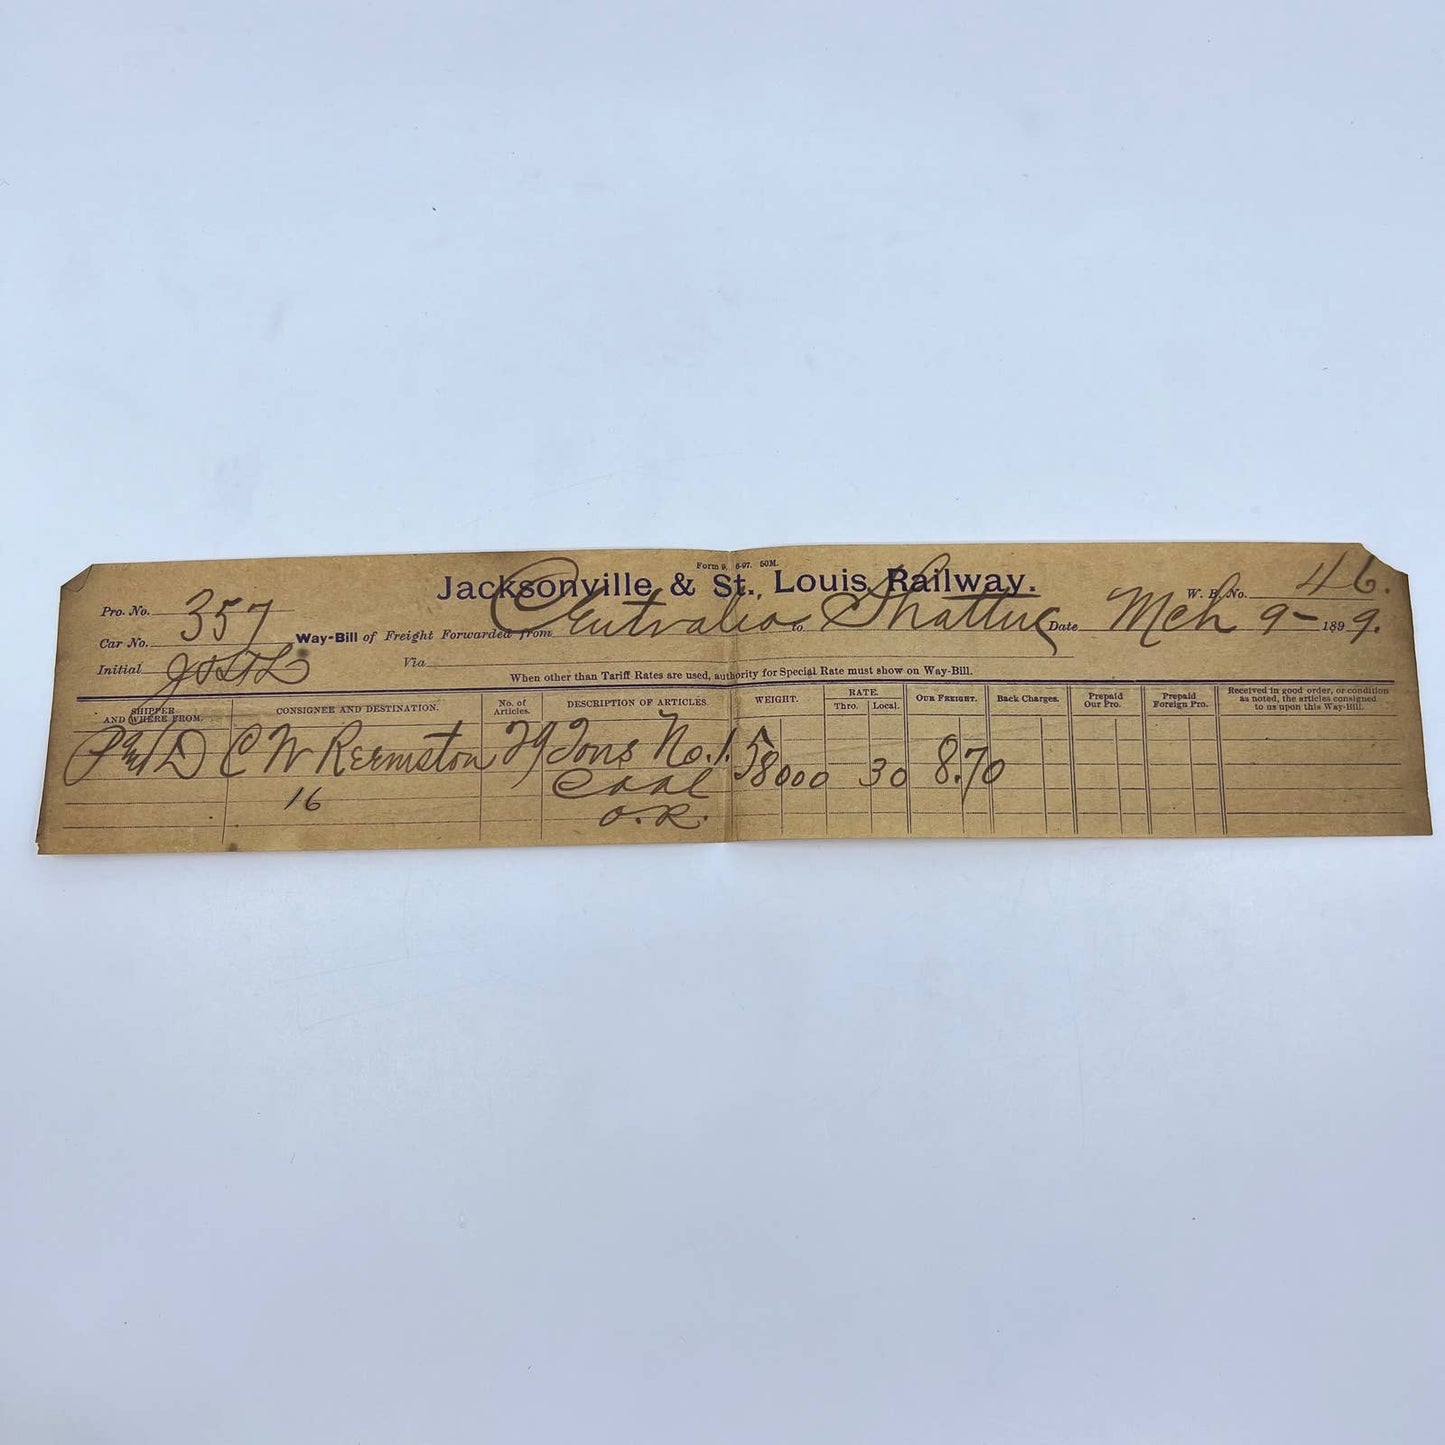 Form 9, 6-97. 50M.
Jacksonville & St. Louis Railway.
W. B. No. 46.
Pro. No.
Car No. 357
Way-Bill of Freight Forwarded from Centralia to Shattuc Date Mch 9- 1899.
Initial J&STL
Via
When other than Tariff Rates are used, authority for Special Rate must show on Way-Bill.
SHIPPER AND WHERE FROM. CONSIGNEE AND DESTINATION. No. of Articles. DESCRIPTION OF ARTICLES. WEIGHT. RATE. Thro. Local. OUR FREIGHT. Back Charges. Prepaid Our Pro. Prepaid Foreign Pro. Received in good order, or condition as noted, the articles consigned to us upon this Way-Bill.
C W 29 Tons No. 1. 58000 30 8.70
16 Coal
O.R.